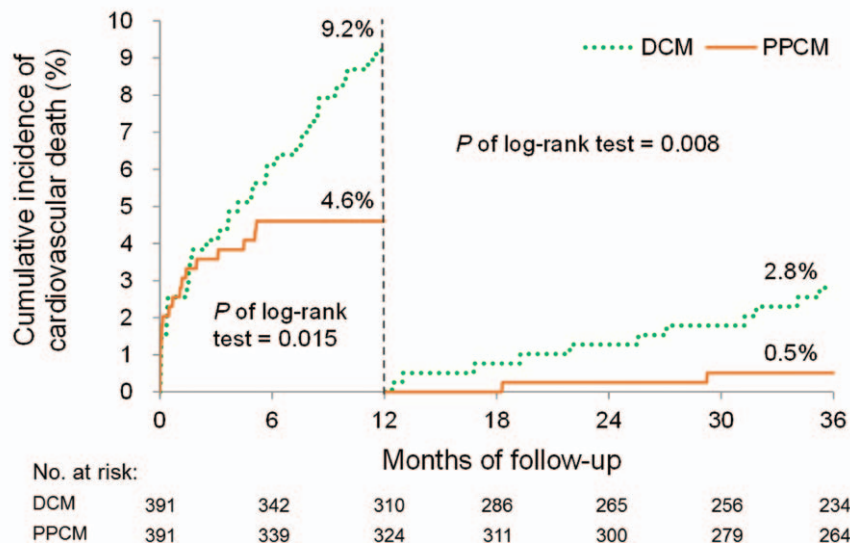 Cumulative incidence of
cardiovascular death (%)
10
9
8
7
6
5
4
3
2
1
0
9.2%
4.6%
DCM PPCM
P of log-rank test = 0.008
P of log-rank
test = 0.015
2.8%
0.5%
0 6 12 18 24 30 36
Months of follow-up
No. at risk:
DCM 391 342 310 286 265 256 234
PPCM 391 339 324 311 300 279 264